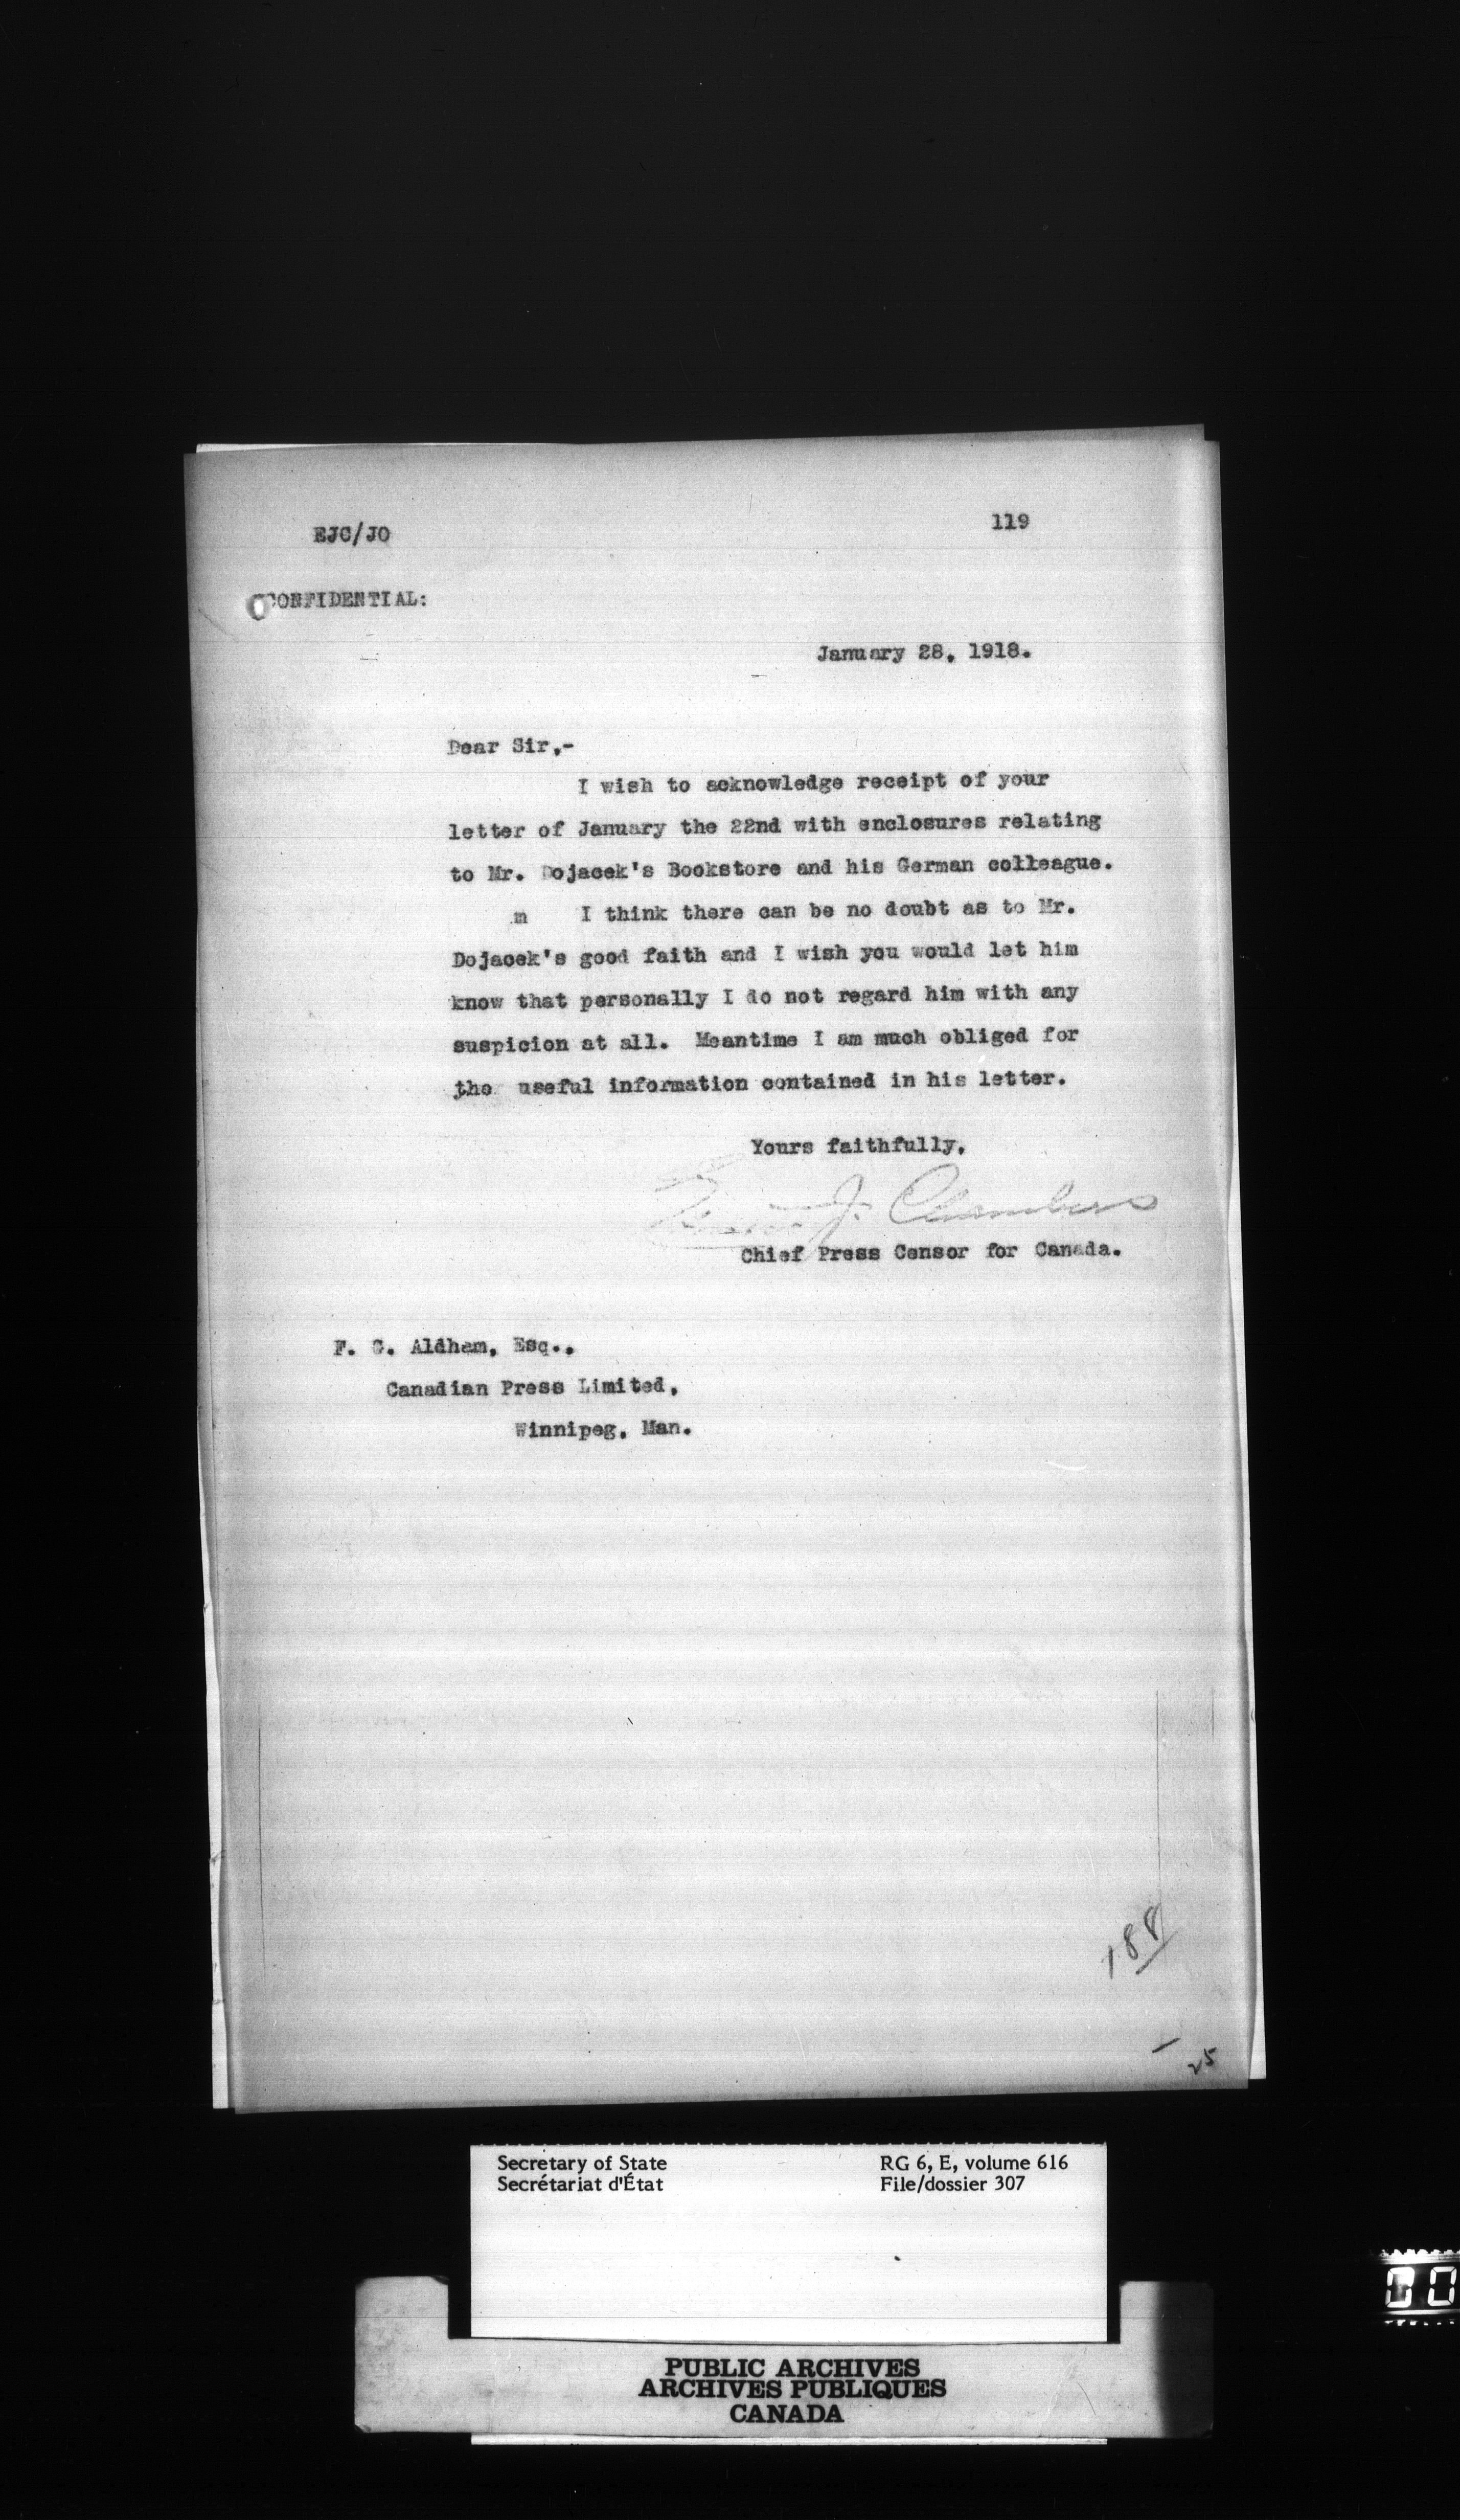 EJC/JO
119
CONFIDENTIAL:
January 28, 1918.
Dear Sir,-
I wish to acknowledge receipt of your
letter of January the 22nd with enclosures relating
to Mr. Dojacek's Bookstore and his German colleague.
m I think there can be no doubt as to Mr.
Dojacek's good faith and I wish you would let him
know that personally I do not regard him with any
suspicion at all. Meantime I am much obliged for
the useful information contained in his letter.
Yours faithfully,
Ernest J. Chambers
Chief Press Censor for Canada.
F. G. Aldham, Esq.,
Canadian Press Limited,
Winnipeg, Man.
188
25
Secretary of State
Secrétariat d'État
RG 6, E, volume 616
File/dossier 307
PUBLIC ARCHIVES
ARCHIVES PUBLIQUES
CANADA
00